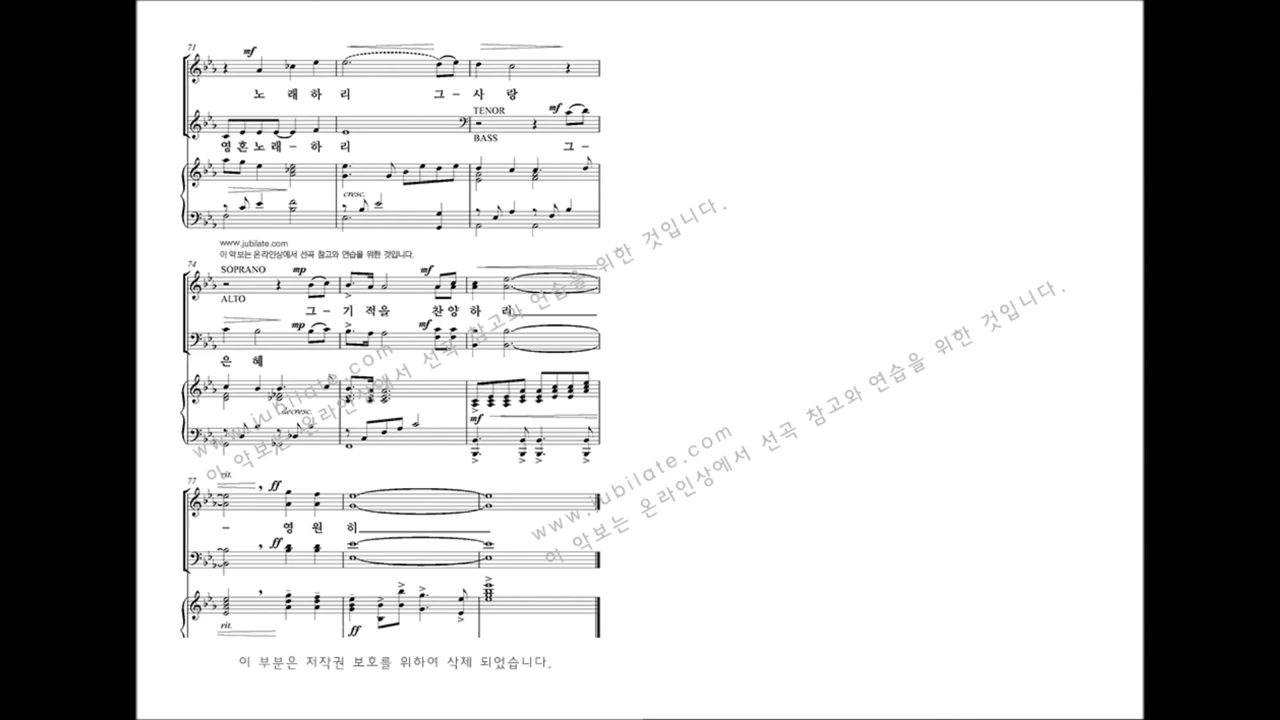 71
mf
노 래 하 리 그 - 사 랑
TENOR mf
BASS
영 혼 노 래 - 하 리 그 -
cresc.
www.jubilate.com
이 악보는 온라인상에서 선곡 참고와 연습을 위한 것입니다.
74
SOPRANO mp mf
ALTO
그 - 기 적을 찬양 하 리
mp mf
은 혜
decresc.
mf
77
rit. ff
- 영 원 히
ff
rit. ff
이 부분은 저작권 보호를 위하여 삭제 되었습니다.
www.jubilate.com
이 악보는 온라인상에서 선곡 참고와 연습을 위한 것입니다.
www.jubilate.com
이 악보는 온라인상에서 선곡 참고와 연습을 위한 것입니다.